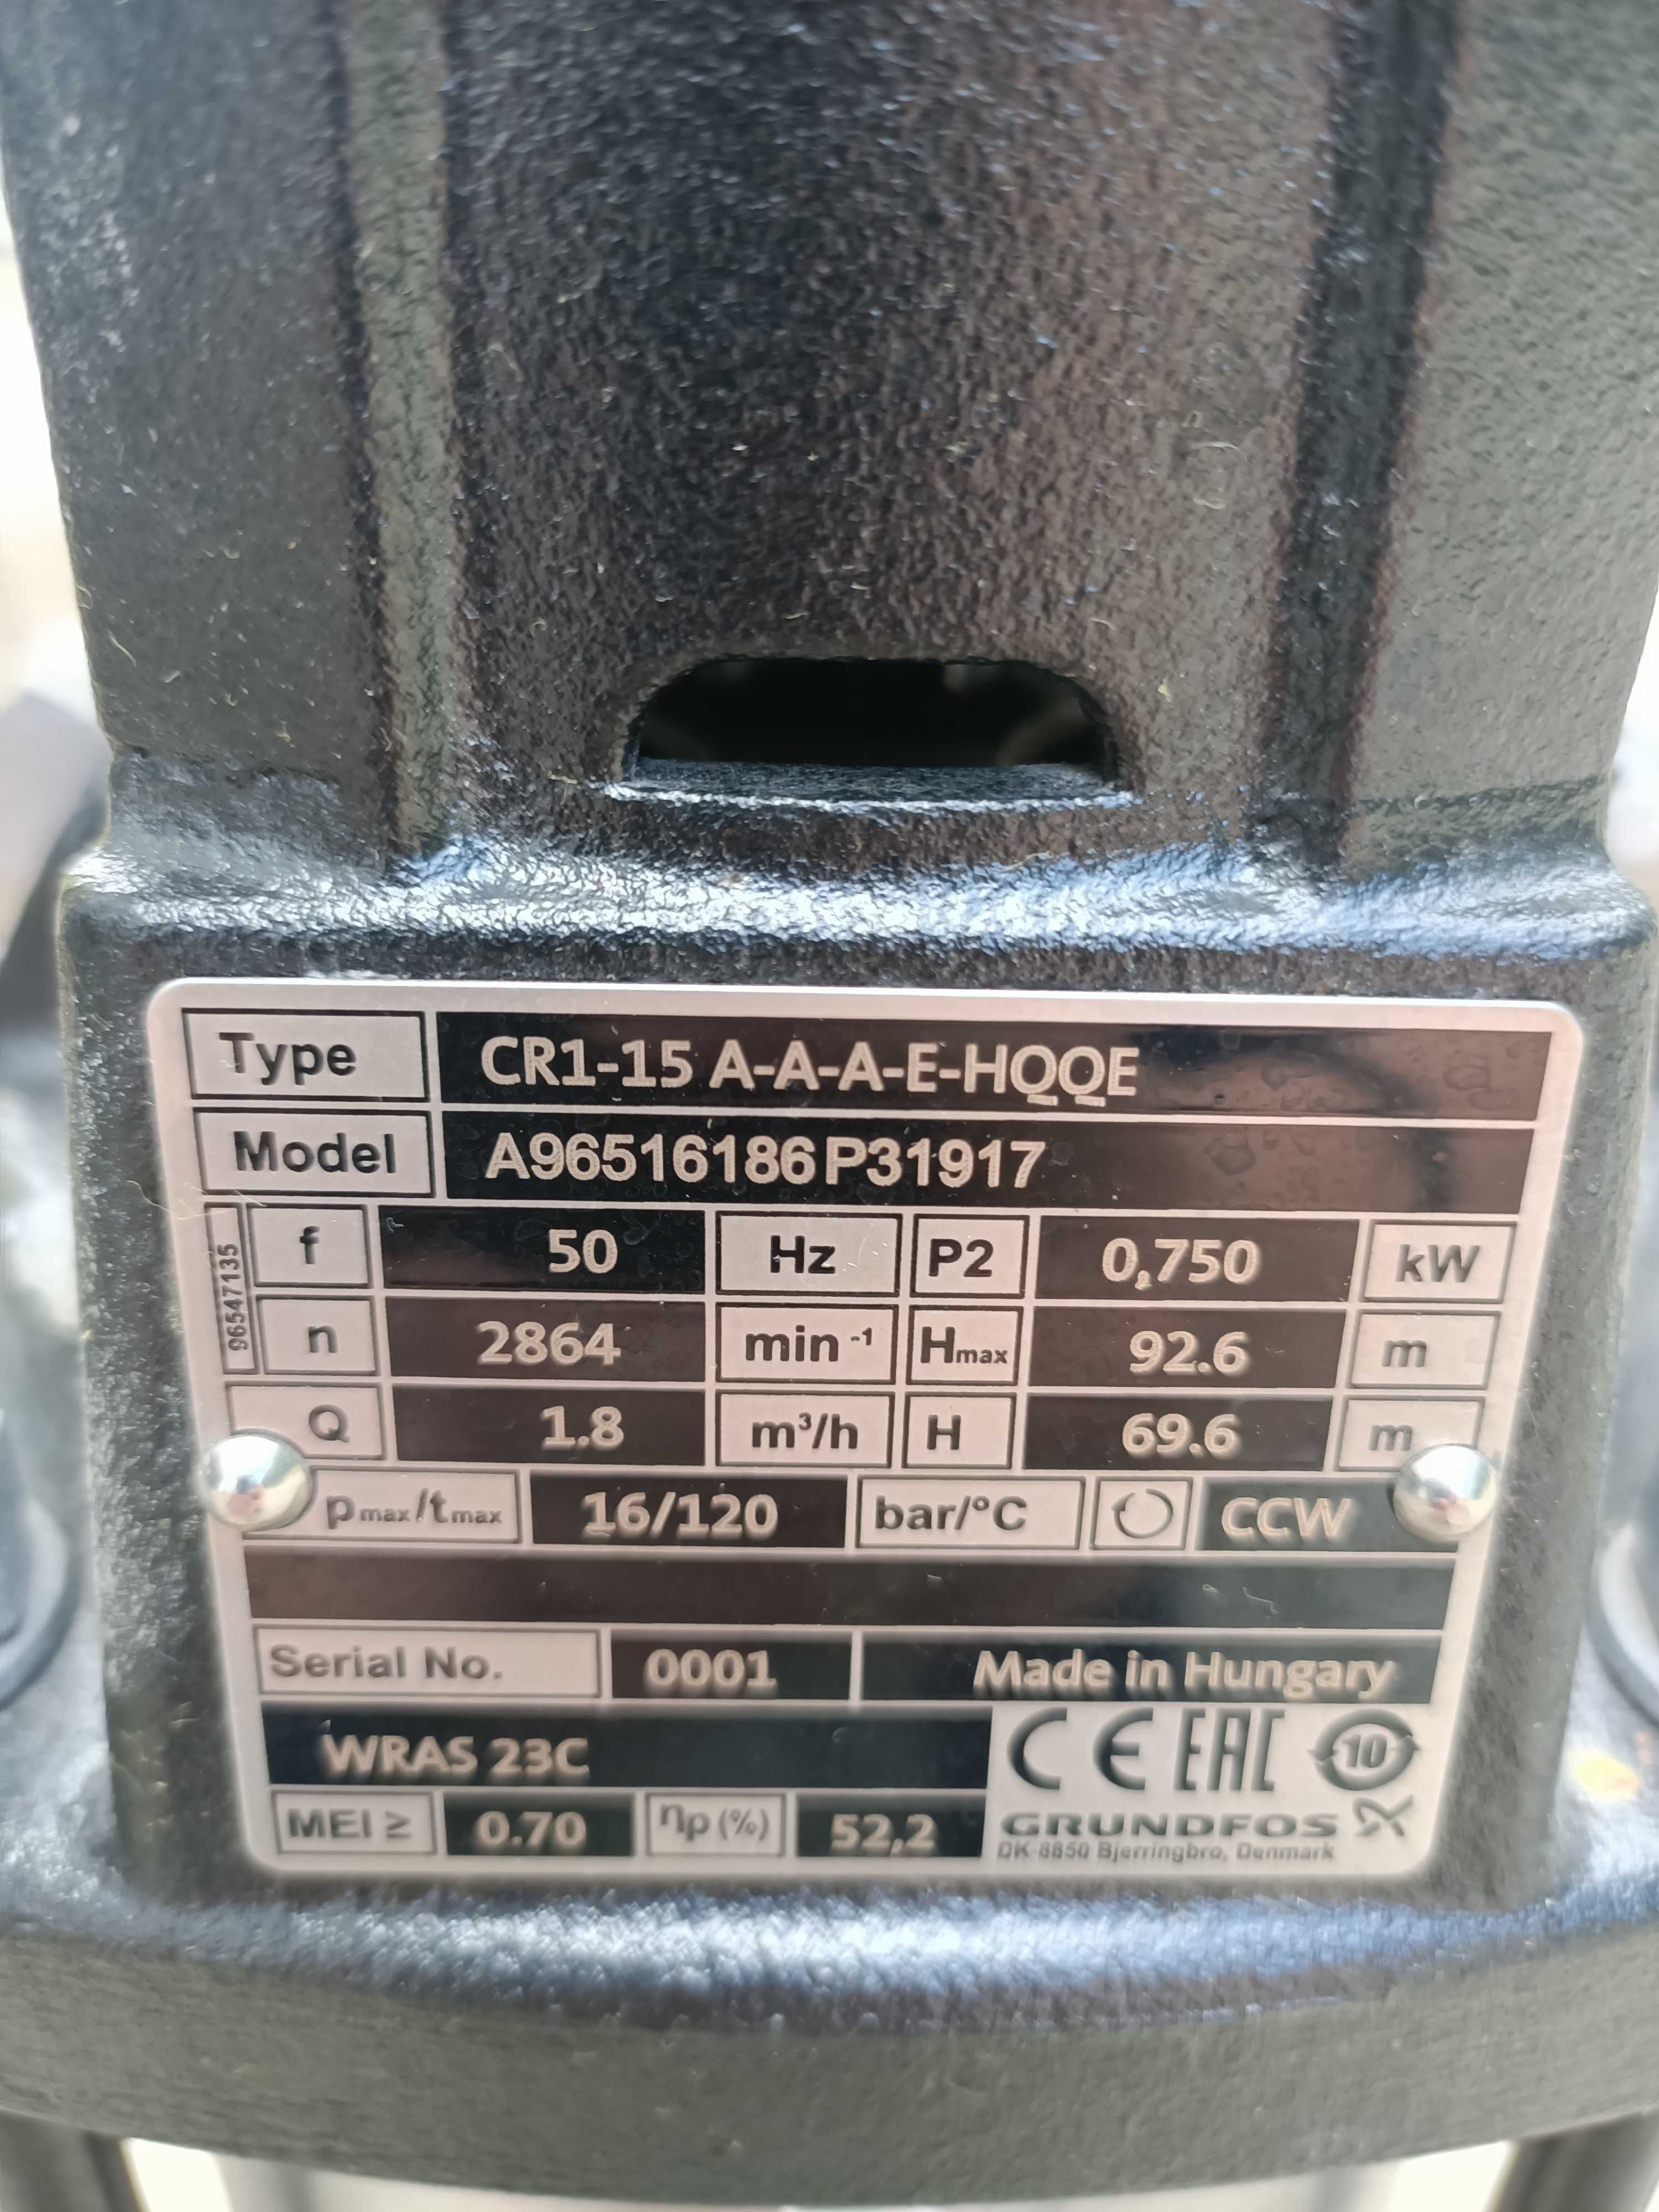 Type CR1-15 A-A-A-E-HQQE
Model A96516186P31917
96547135
f 50 Hz P2 0,750 kW
n 2864 min-1 Hmax 92.6 m
Q 1.8 m³/h H 69.6 m
pmax/tmax 16/120 bar/°C CCW
Serial No. 0001 Made in Hungary
WRAS 23C CE EAC 10
MEI ≥ 0.70 ηp (%) 52,2 GRUNDFOS
DK-8850 Bjerringbro, Denmark